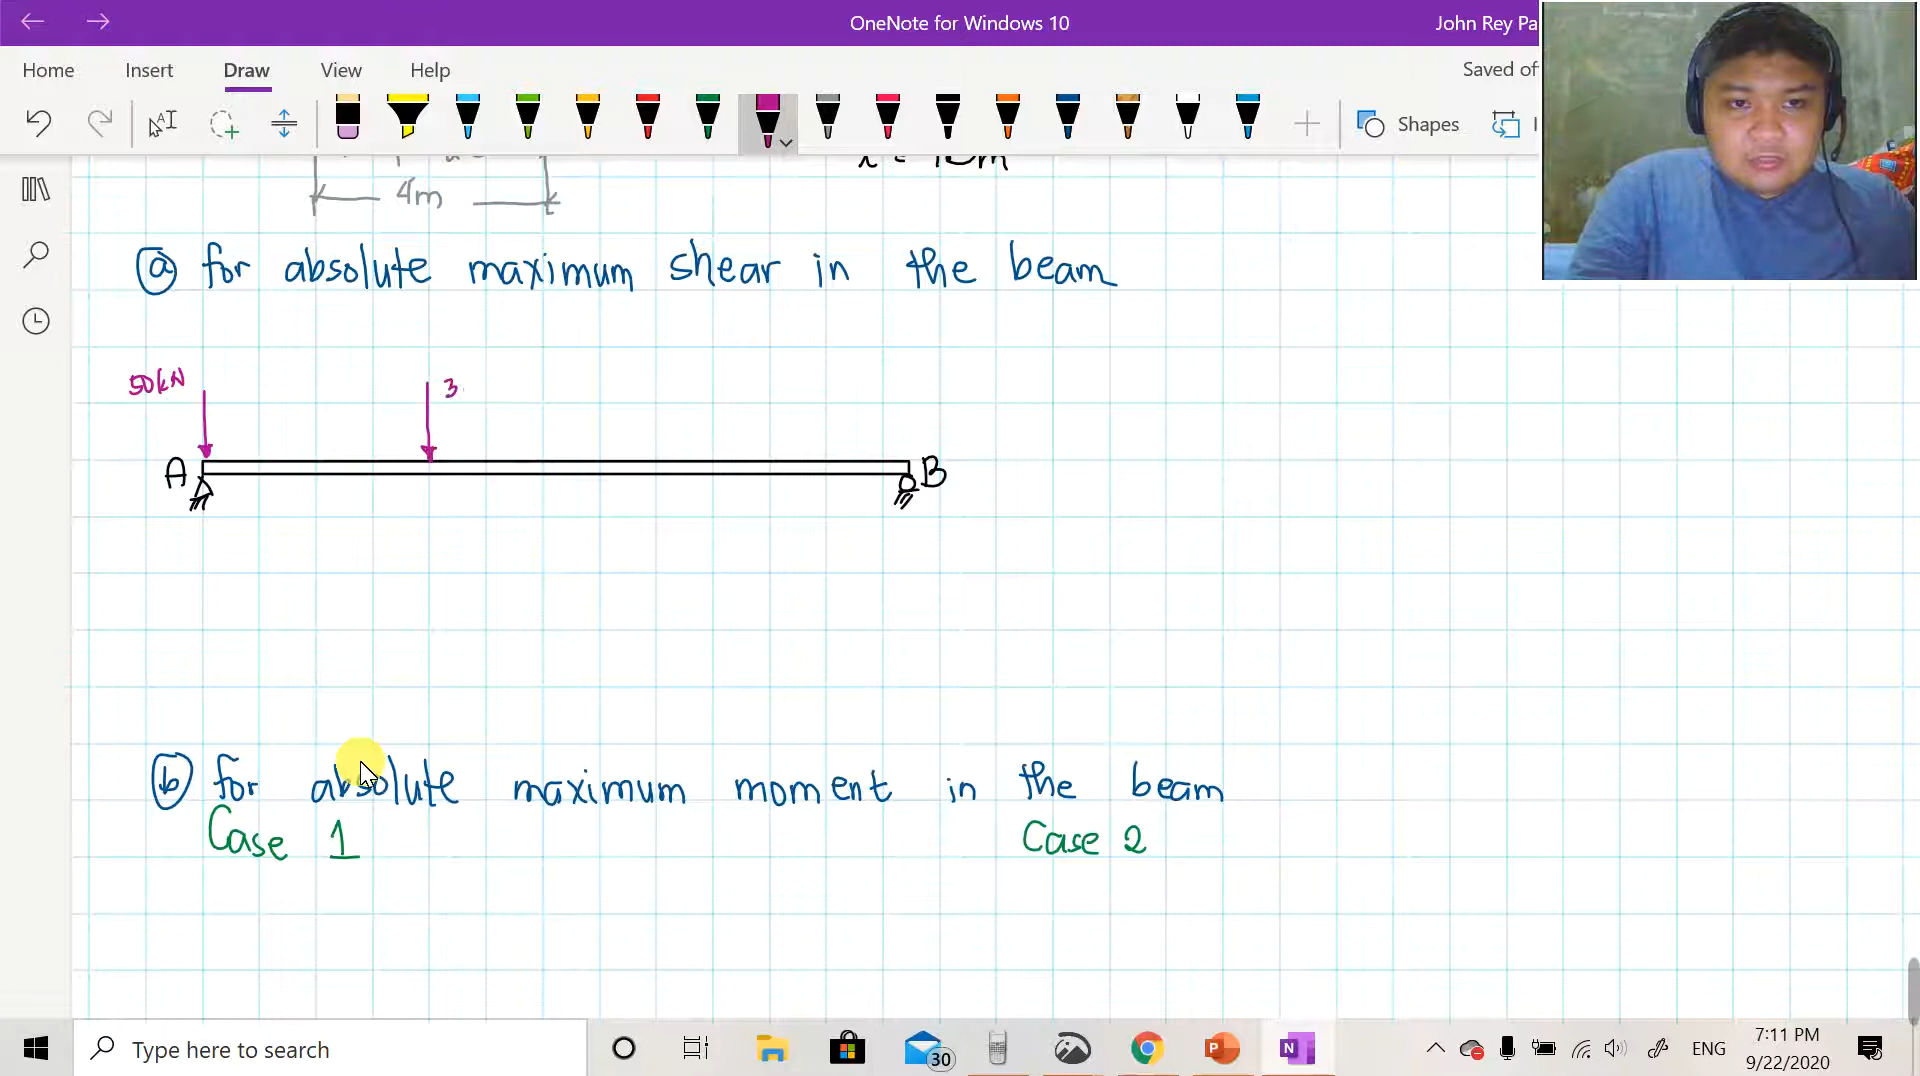 OneNote for Windows 10
John Rey Pa
Home Insert Draw View Help
Saved of
Shapes
4m
ⓐ for absolute maximum shear in the beam
50kN
3
A
B
ⓑ for absolute maximum moment in the beam
Case 1
Case 2
Type here to search
30
ENG
7:11 PM
9/22/2020